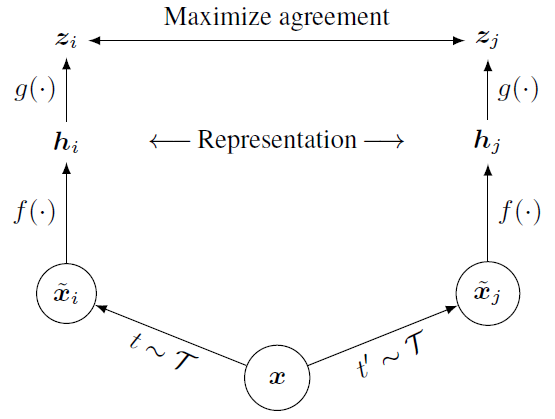 Maximize agreement
z_i z_j
g(·) g(·)
h_i ← Representation → h_j
f(·) f(·)
x̃_i x̃_j
t ∼ 𝒯 t′ ∼ 𝒯
x